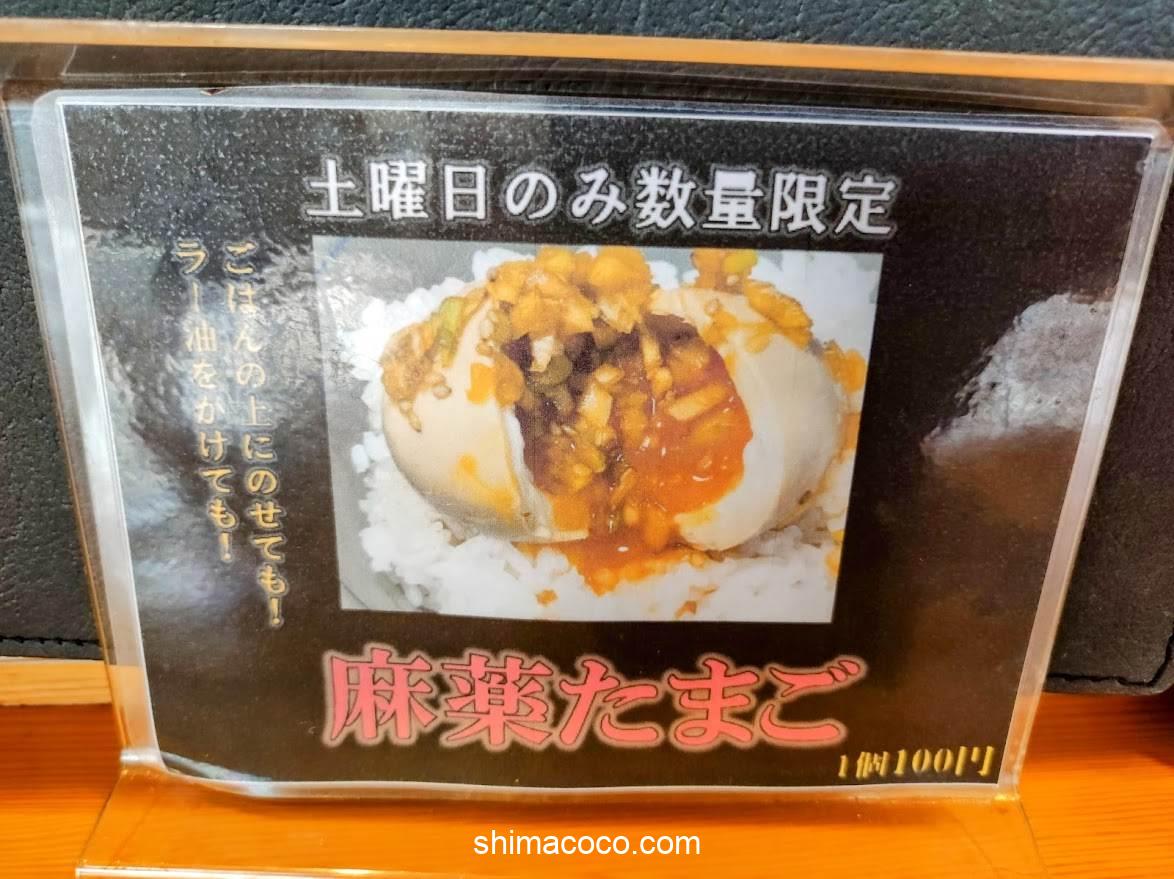 土曜日のみ数量限定
ごはんの上にのせても！
ラー油をかけても！
麻薬たまご
1個100円
shimacoco.com